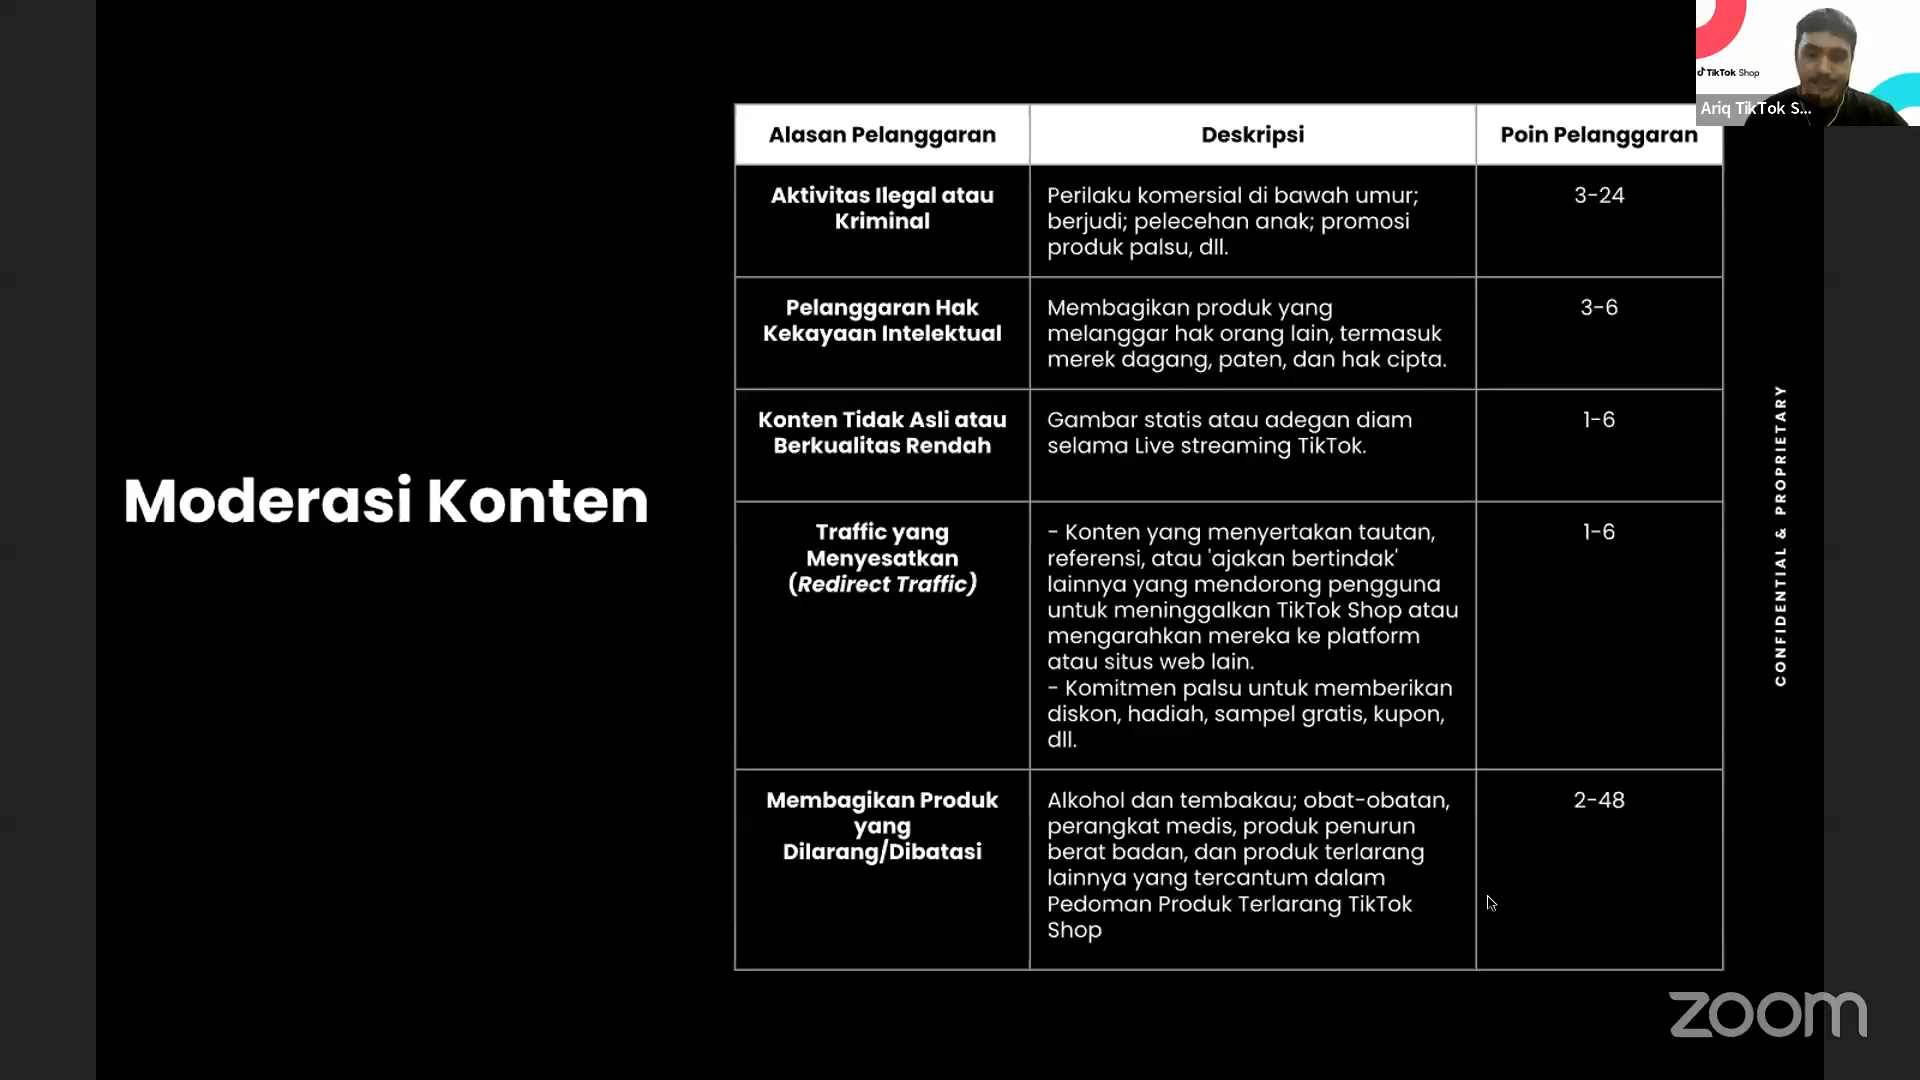 TikTok Shop
Ariq TikTok S...
Moderasi Konten
Alasan Pelanggaran
Deskripsi
Poin Pelanggaran
Aktivitas Ilegal atau
Kriminal
Perilaku komersial di bawah umur;
berjudi; pelecehan anak; promosi
produk palsu, dll.
3-24
Pelanggaran Hak
Kekayaan Intelektual
Membagikan produk yang
melanggar hak orang lain, termasuk
merek dagang, paten, dan hak cipta.
3-6
Konten Tidak Asli atau
Berkualitas Rendah
Gambar statis atau adegan diam
selama Live streaming TikTok.
1-6
Traffic yang
Menyesatkan
(Redirect Traffic)
- Konten yang menyertakan tautan,
referensi, atau 'ajakan bertindak'
lainnya yang mendorong pengguna
untuk meninggalkan TikTok Shop atau
mengarahkan mereka ke platform
atau situs web lain.
- Komitmen palsu untuk memberikan
diskon, hadiah, sampel gratis, kupon,
dll.
1-6
Membagikan Produk
yang
Dilarang/Dibatasi
Alkohol dan tembakau; obat-obatan,
perangkat medis, produk penurun
berat badan, dan produk terlarang
lainnya yang tercantum dalam
Pedoman Produk Terlarang TikTok
Shop
2-48
CONFIDENTIAL & PROPRIETARY
zoom